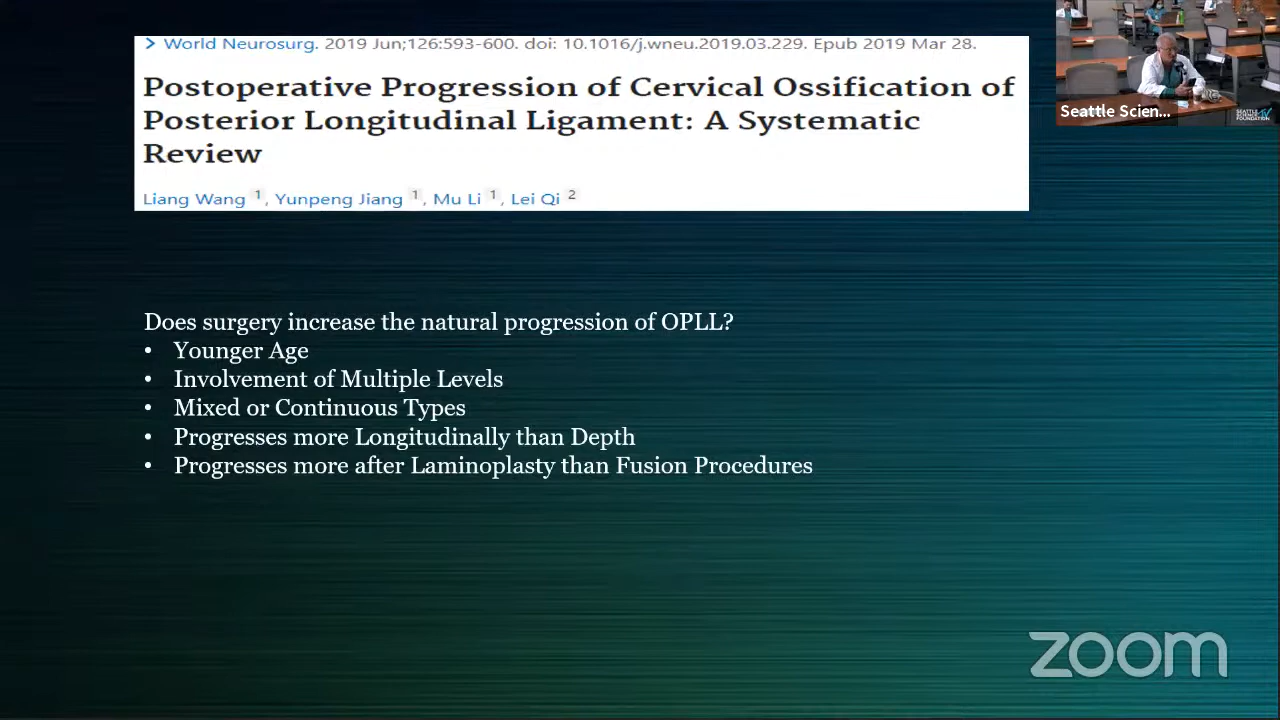 > World Neurosurg. 2019 Jun;126:593-600. doi: 10.1016/j.wneu.2019.03.229. Epub 2019 Mar 28.
Postoperative Progression of Cervical Ossification of
Posterior Longitudinal Ligament: A Systematic
Review
Liang Wang 1, Yunpeng Jiang 1, Mu Li 1, Lei Qi 2
Seattle Scien...
SEATTLE
SCIENCE
FOUNDATION
Does surgery increase the natural progression of OPLL?
• Younger Age
• Involvement of Multiple Levels
• Mixed or Continuous Types
• Progresses more Longitudinally than Depth
• Progresses more after Laminoplasty than Fusion Procedures
zoom